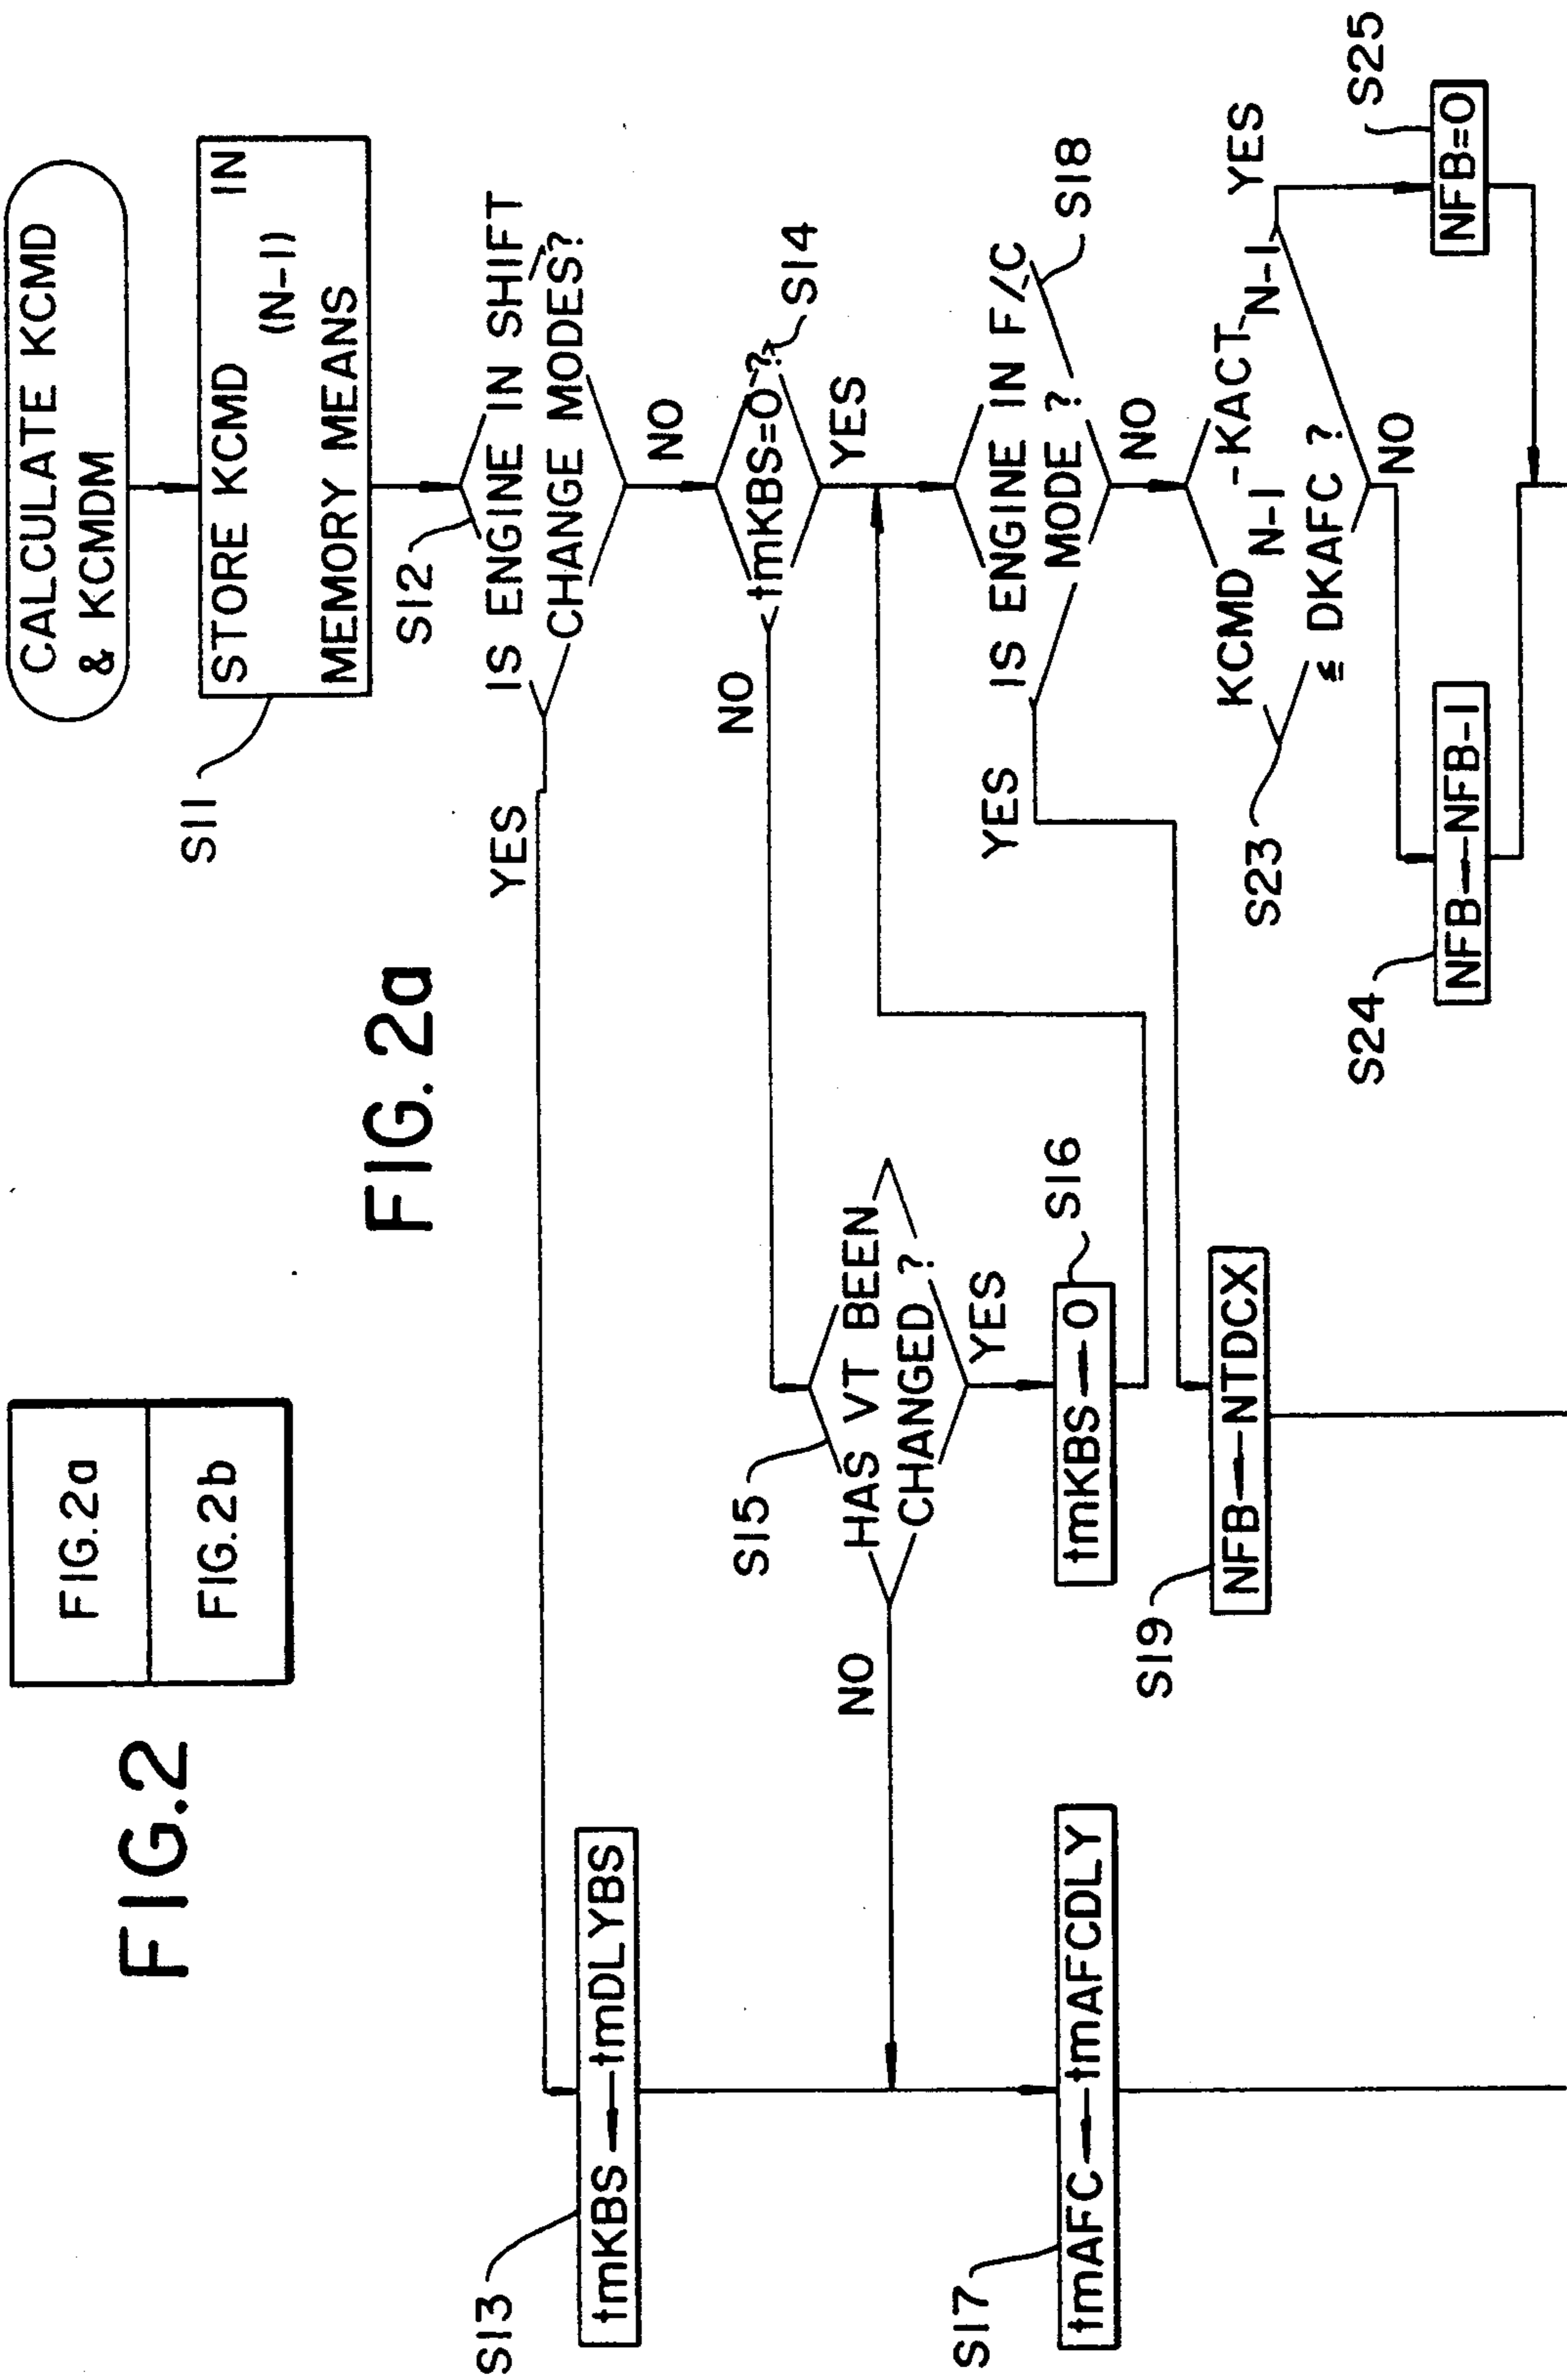 FIG.2
FIG.2a
FIG.2b
FIG. 2a
CALCULATE KCMD
& KCMDM
S11
STORE KCMD (N-1) IN
MEMORY MEANS
S12
IS ENGINE IN SHIFT
CHANGE MODES?
YES
NO
S13
tmKBS ← tmDLYBS
S14
tmKBS=0 ?
NO
YES
S15
HAS VT BEEN
CHANGED ?
NO
YES
S16
tmKBS ← 0
S17
tmAFC ← tmAFCDLY
S18
IS ENGINE IN F/C
MODE ?
YES
NO
S19
NFB ← NTDCX
S23
KCMD N-1 - KACT N-1
≤ DKAFC ?
YES
NO
S24
NFB ← NFB-1
S25
NFB=0